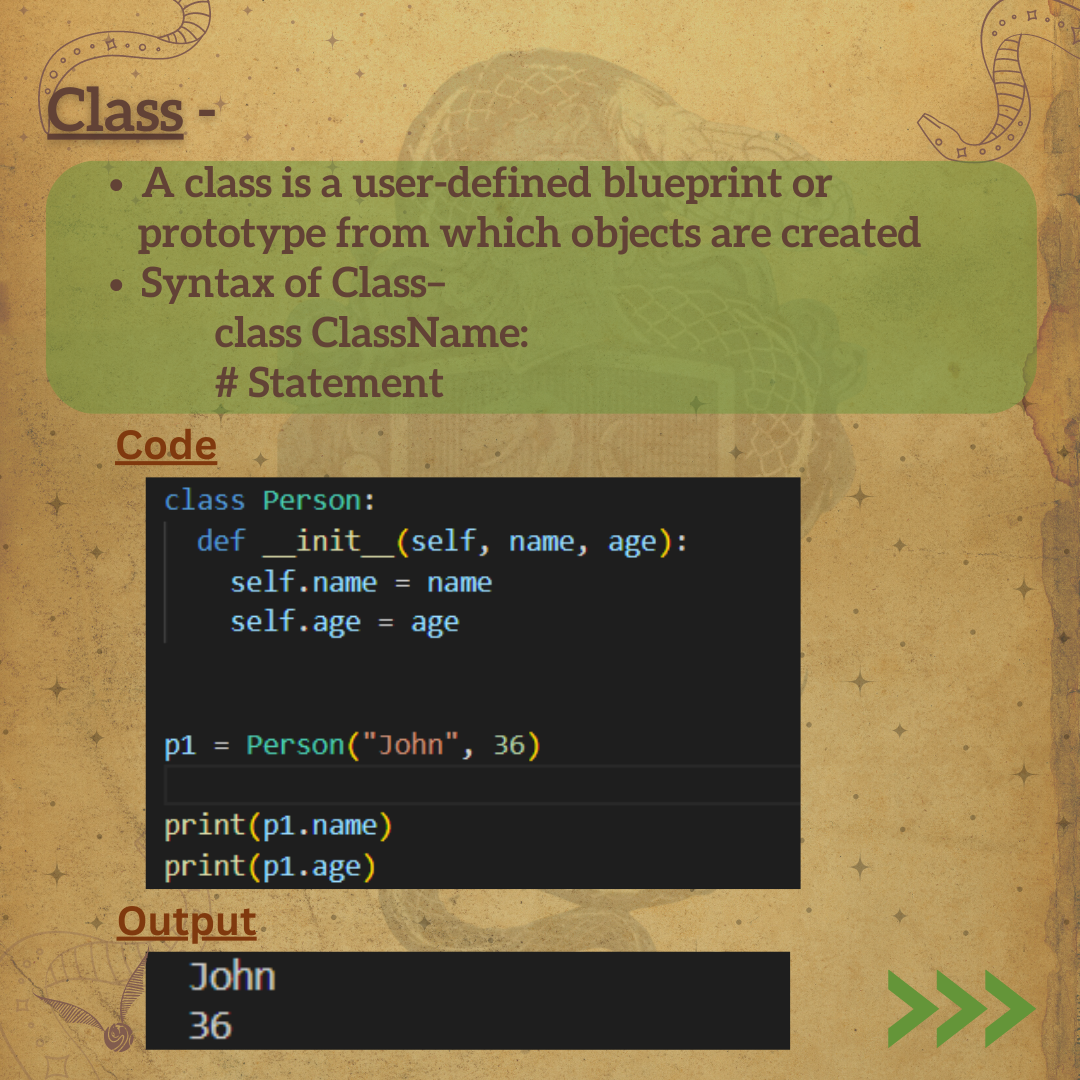 Class -
• A class is a user-defined blueprint or
prototype from which objects are created
• Syntax of Class–
class ClassName:
# Statement
Code
class Person:
  def __init__(self, name, age):
    self.name = name
    self.age = age
p1 = Person("John", 36)
print(p1.name)
print(p1.age)
Output
John
36